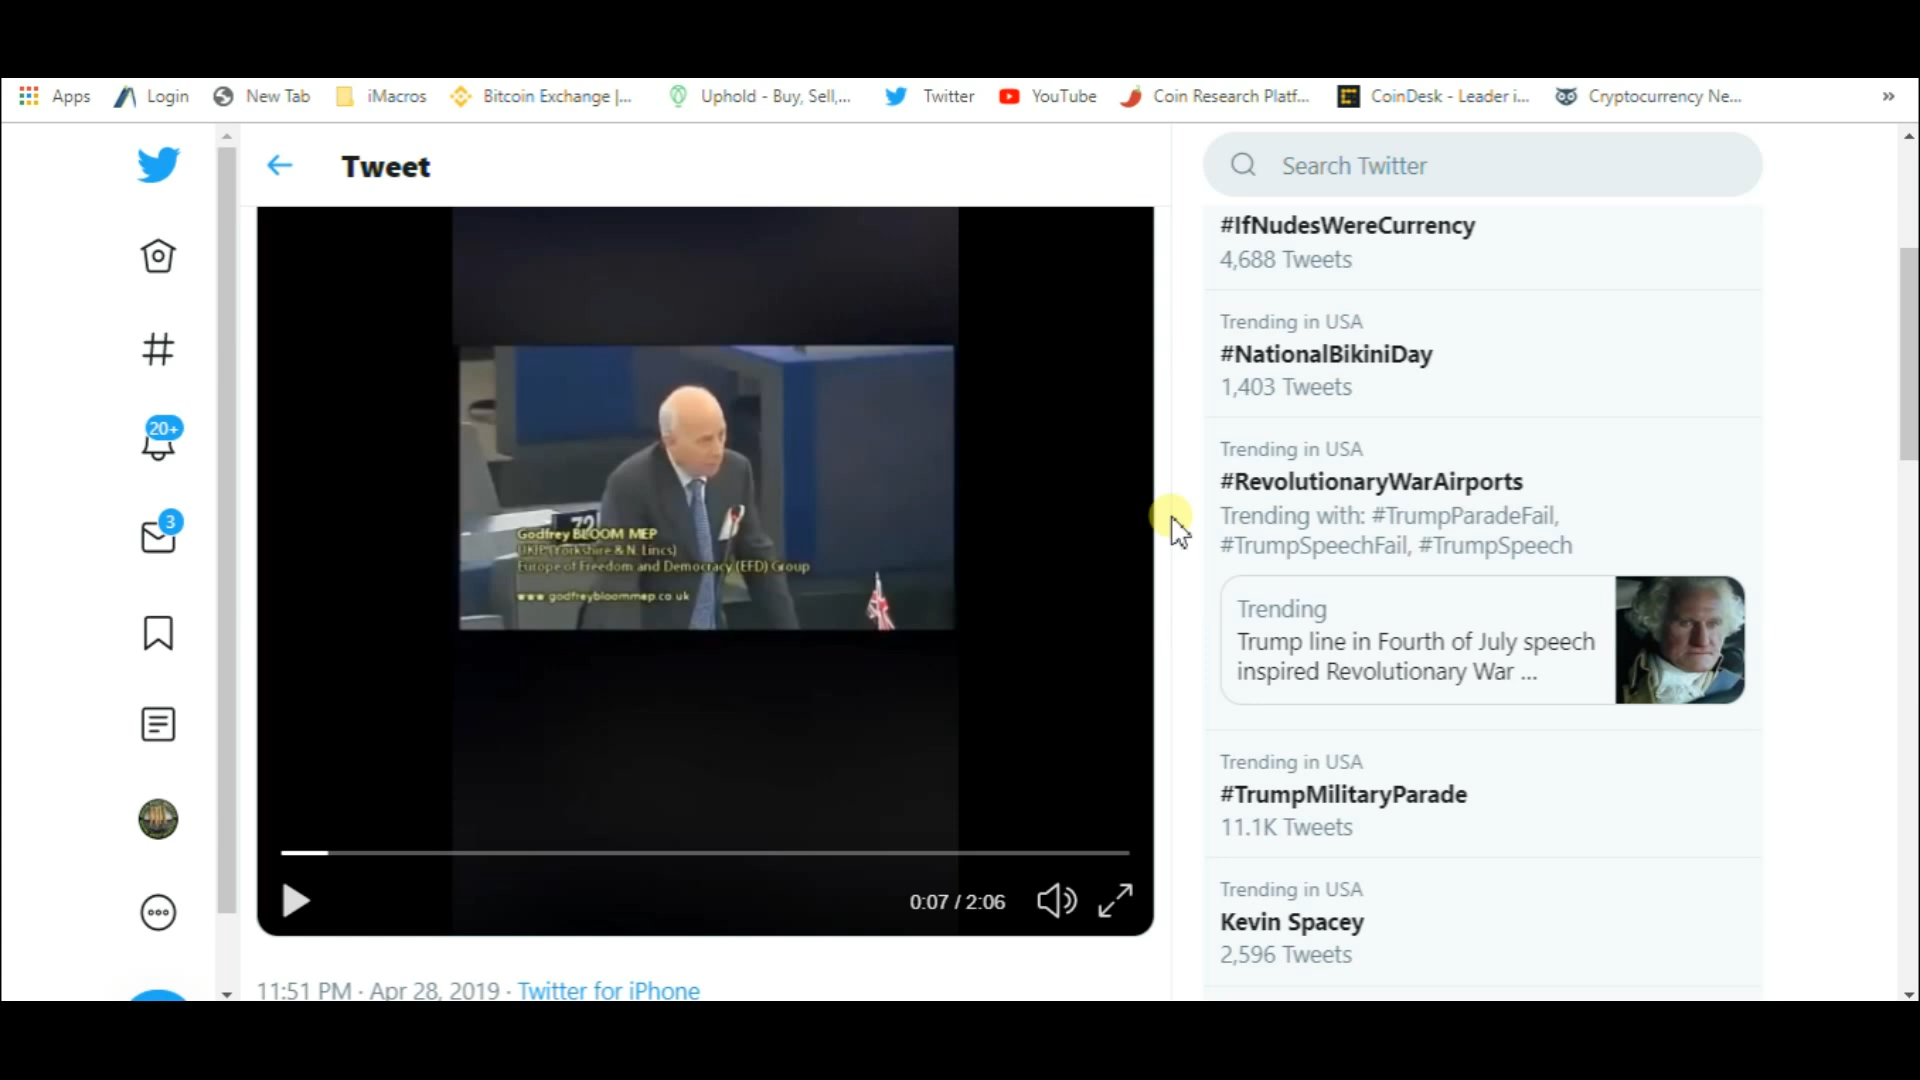 Apps
Login
New Tab
iMacros
Bitcoin Exchange |...
Uphold - Buy, Sell,...
Twitter
YouTube
Coin Research Platf...
CoinDesk - Leader i...
Cryptocurrency Ne...
»
Tweet
Search Twitter
20+
3
72
Godfrey BLOOM MEP
UKIP (Yorkshire & N. Lincs)
Europe of Freedom and Democracy (EFD) Group
www.godfreybloommep.co.uk
0:07 / 2:06
11:51 PM · Apr 28, 2019 · Twitter for iPhone
#IfNudesWereCurrency
4,688 Tweets
Trending in USA
#NationalBikiniDay
1,403 Tweets
Trending in USA
#RevolutionaryWarAirports
Trending with: #TrumpParadeFail,
#TrumpSpeechFail, #TrumpSpeech
Trending
Trump line in Fourth of July speech
inspired Revolutionary War ...
Trending in USA
#TrumpMilitaryParade
11.1K Tweets
Trending in USA
Kevin Spacey
2,596 Tweets